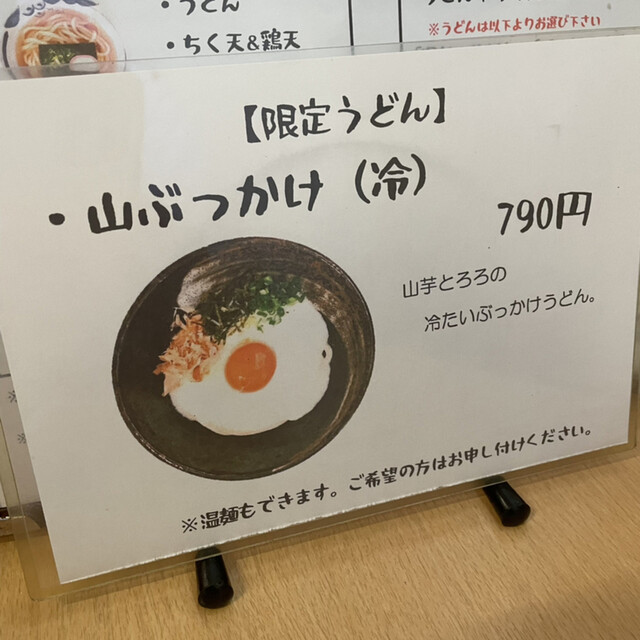 ・うどん
・ちく天&鶏天
※うどんは以下よりお選び下さい
【限定うどん】
・山ぶっかけ（冷）
790円
山芋とろろの
冷たいぶっかけうどん。
※温麺もできます。ご希望の方はお申し付けください。